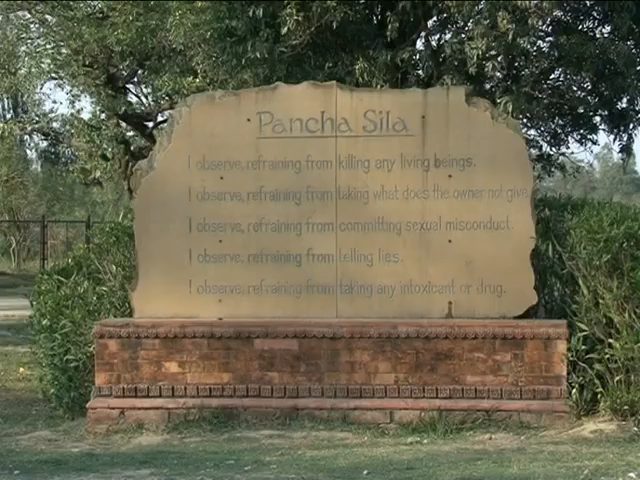 Pancha Sila
I observe, refraining from killing any living beings.
I observe, refraining from taking what does the owner not give
I observe, refraining from committing sexual misconduct.
I observe, refraining from telling lies.
I observe, refraining from taking any intoxicant or drug.